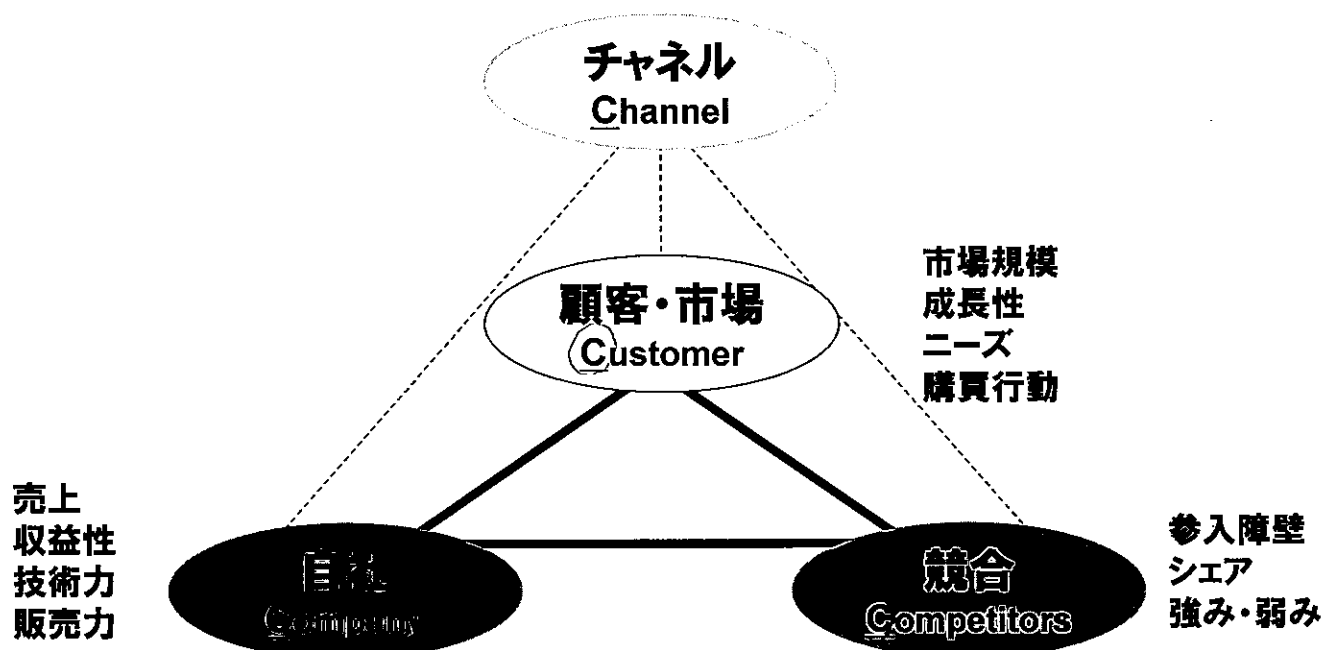 チャネル
Channel
顧客・市場
Customer
市場規模
成長性
ニーズ
購買行動
売上
収益性
技術力
販売力
自社
Company
競合
Competitors
参入障壁
シェア
強み・弱み